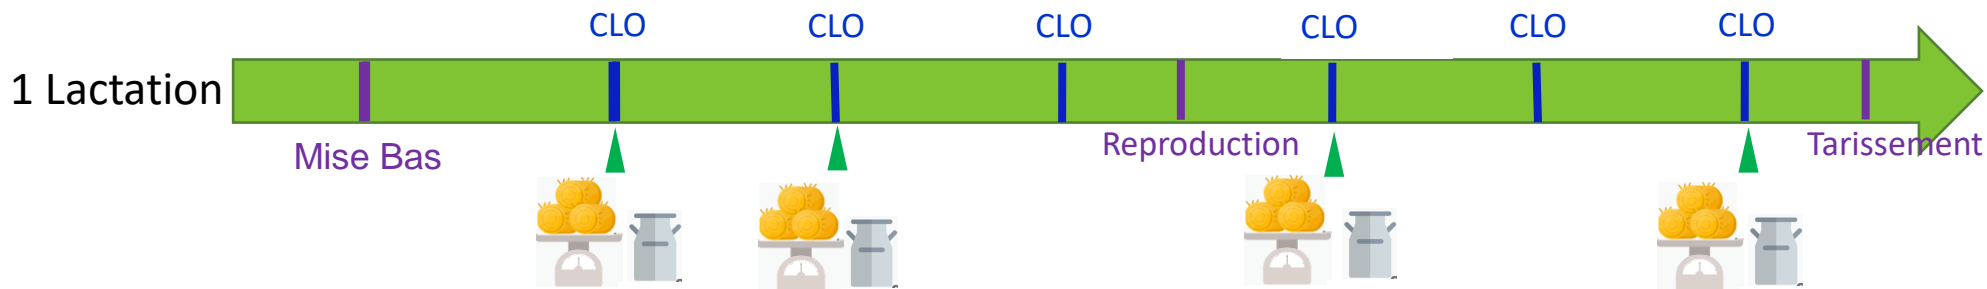 CLO CLO CLO CLO CLO CLO
1 Lactation
Mise Bas Reproduction Tarissement